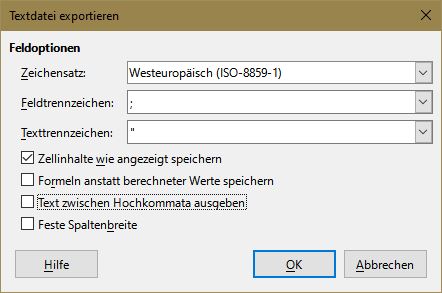 Textdatei exportieren
Feldoptionen
Zeichensatz: Westeuropäisch (ISO-8859-1)
Feldtrennzeichen: ;
Texttrennzeichen: "
Zellinhalte wie angezeigt speichern
Formeln anstatt berechneter Werte speichern
Text zwischen Hochkommata ausgeben
Feste Spaltenbreite
Hilfe OK Abbrechen